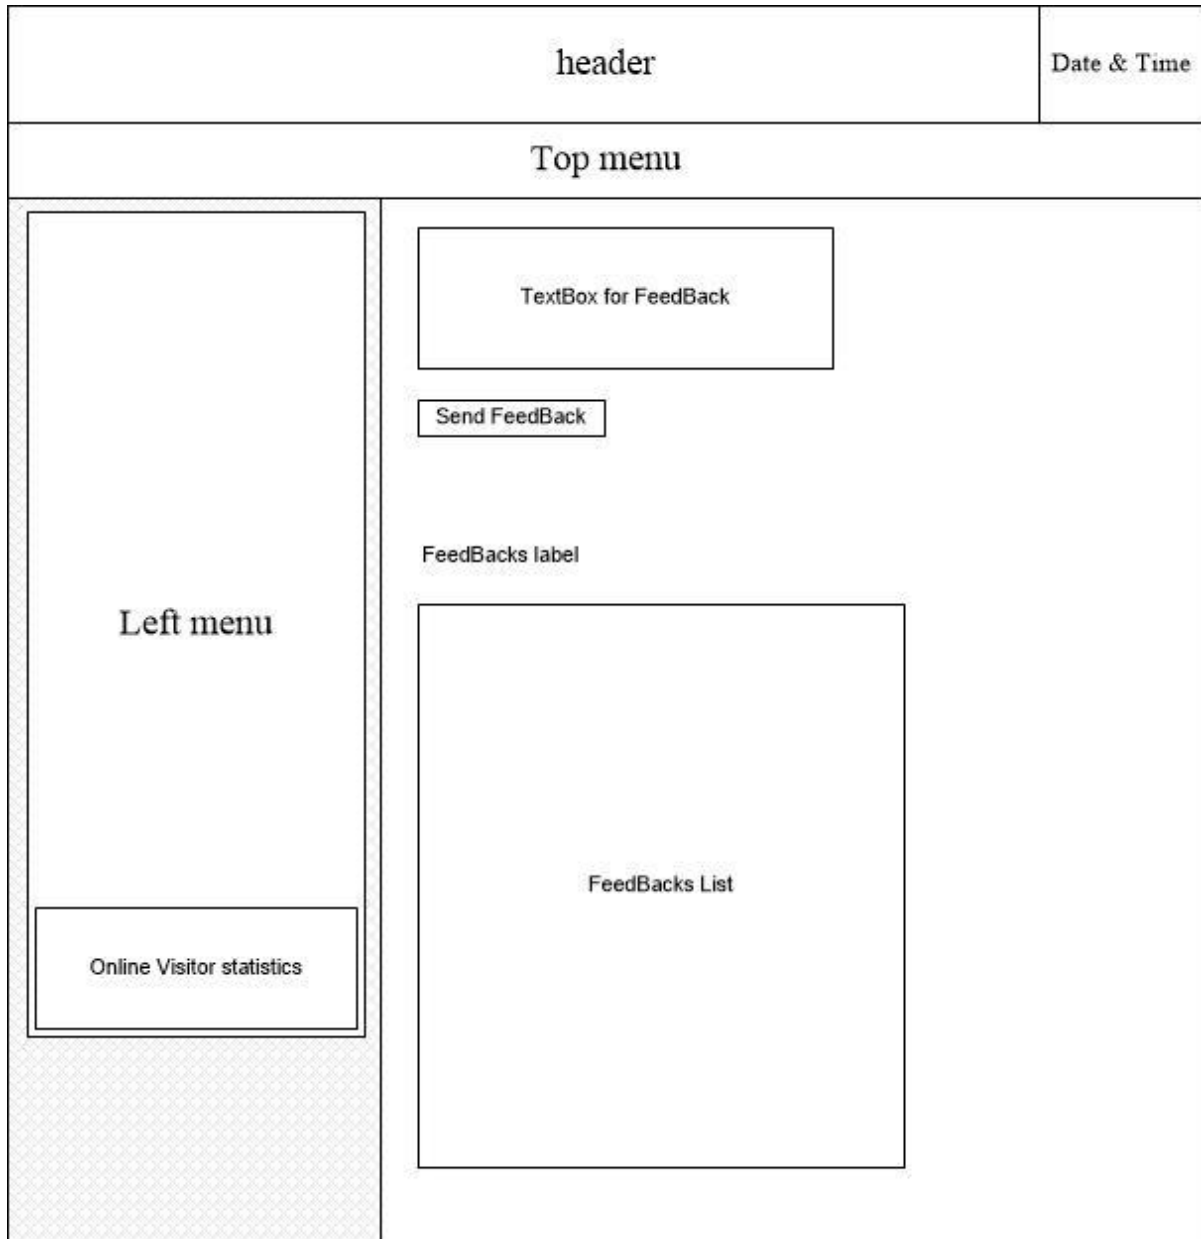 header
Date & Time
Top menu
TextBox for FeedBack
Send FeedBack
FeedBacks label
Left menu
FeedBacks List
Online Visitor statistics